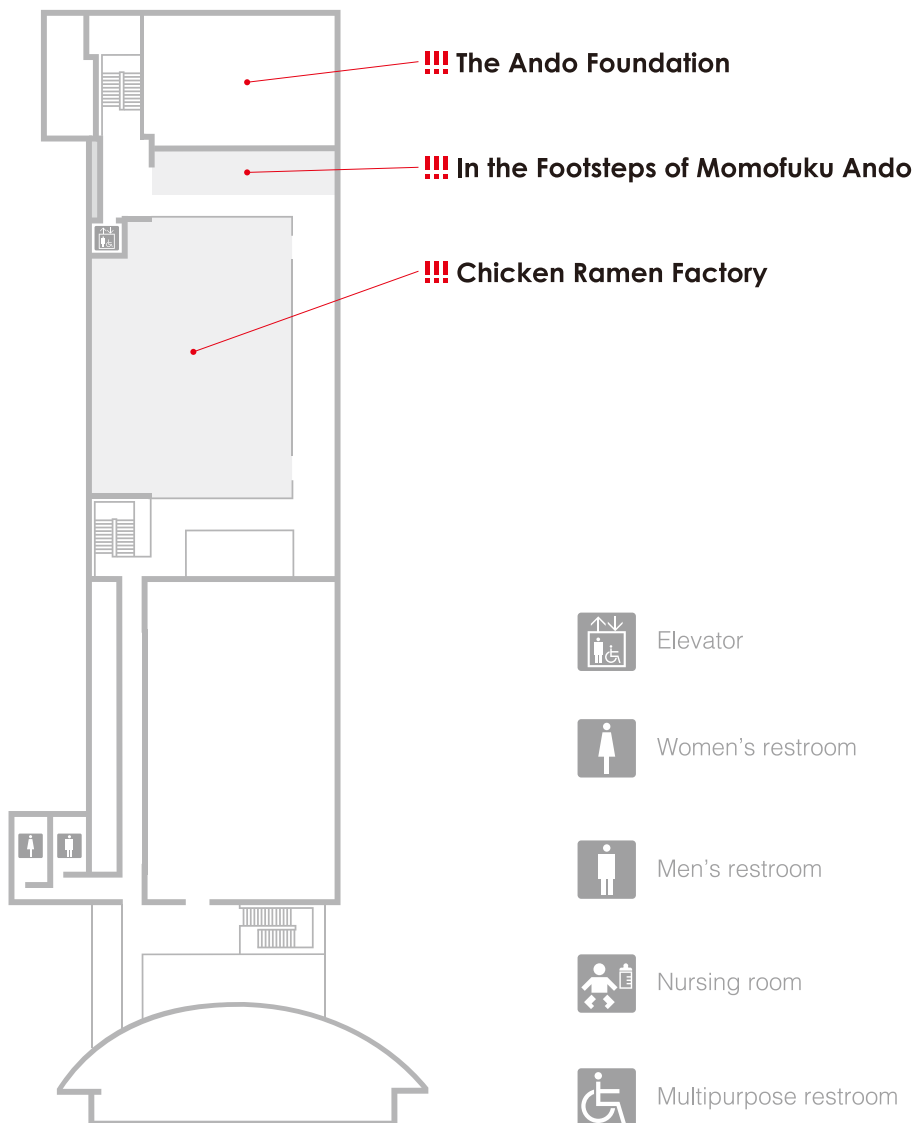 !!! The Ando Foundation
!!! In the Footsteps of Momofuku Ando
!!! Chicken Ramen Factory
Elevator
Women’s restroom
Men’s restroom
Nursing room
Multipurpose restroom